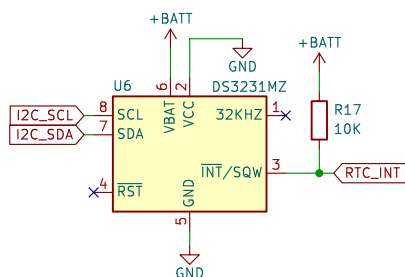 +BATT
GND
+BATT
U6
DS3231MZ
6
2
I2C_SCL
8
SCL
VBAT
VCC
32KHZ
1
I2C_SDA
7
SDA
R17
10K
INT/SQW
3
RTC_INT
4
RST
GND
5
GND